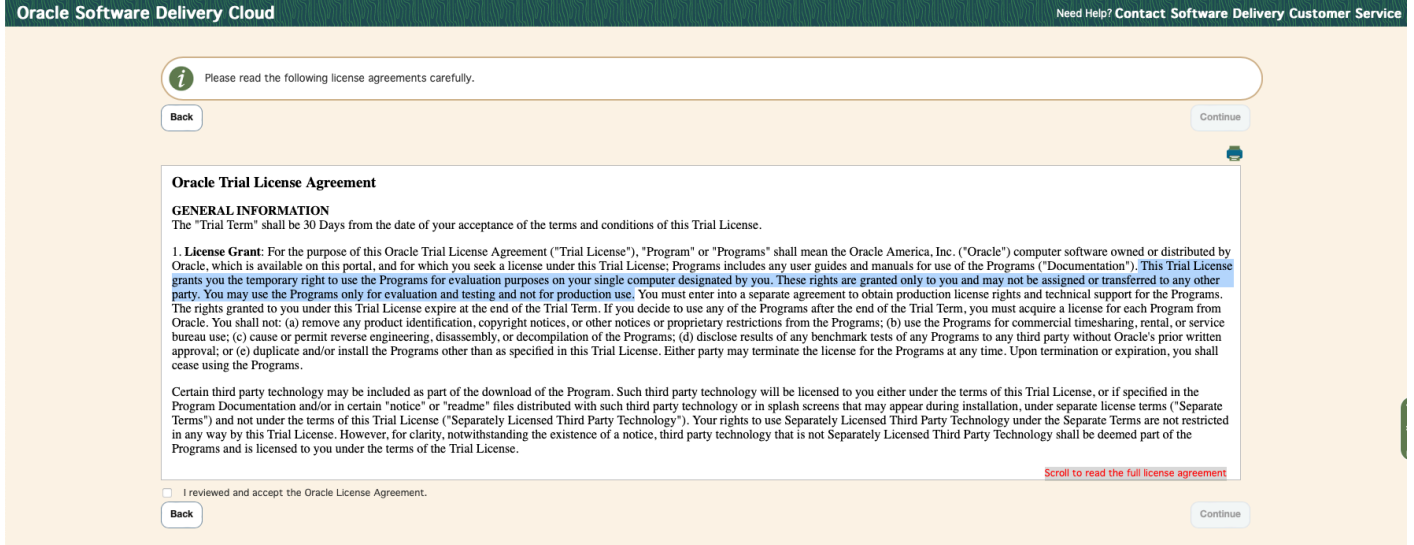 Oracle Software Delivery Cloud
Need Help? Contact Software Delivery Customer Service
Please read the following license agreements carefully.
Back
Continue
Oracle Trial License Agreement
GENERAL INFORMATION
The "Trial Term" shall be 30 Days from the date of your acceptance of the terms and conditions of this Trial License.
1. License Grant: For the purpose of this Oracle Trial License Agreement ("Trial License"), "Program" or "Programs" shall mean the Oracle America, Inc. ("Oracle") computer software owned or distributed by
Oracle, which is available on this portal, and for which you seek a license under this Trial License; Programs includes any user guides and manuals for use of the Programs ("Documentation"). This Trial License
grants you the temporary right to use the Programs for evaluation purposes on your single computer designated by you. These rights are granted only to you and may not be assigned or transferred to any other
party. You may use the Programs only for evaluation and testing and not for production use. You must enter into a separate agreement to obtain production license rights and technical support for the Programs.
The rights granted to you under this Trial License expire at the end of the Trial Term. If you decide to use any of the Programs after the end of the Trial Term, you must acquire a license for each Program from
Oracle. You shall not: (a) remove any product identification, copyright notices, or other notices or proprietary restrictions from the Programs; (b) use the Programs for commercial timesharing, rental, or service
bureau use; (c) cause or permit reverse engineering, disassembly, or decompilation of the Programs; (d) disclose results of any benchmark tests of any Programs to any third party without Oracle's prior written
approval; or (e) duplicate and/or install the Programs other than as specified in this Trial License. Either party may terminate the license for the Programs at any time. Upon termination or expiration, you shall
cease using the Programs.
Certain third party technology may be included as part of the download of the Program. Such third party technology will be licensed to you either under the terms of this Trial License, or if specified in the
Program Documentation and/or in certain "notice" or "readme" files distributed with such third party technology or in splash screens that may appear during installation, under separate license terms ("Separate
Terms") and not under the terms of this Trial License ("Separately Licensed Third Party Technology"). Your rights to use Separately Licensed Third Party Technology under the Separate Terms are not restricted
in any way by this Trial License. However, for clarity, notwithstanding the existence of a notice, third party technology that is not Separately Licensed Third Party Technology shall be deemed part of the
Programs and is licensed to you under the terms of the Trial License.
Scroll to read the full license agreement
I reviewed and accept the Oracle License Agreement.
Back
Continue